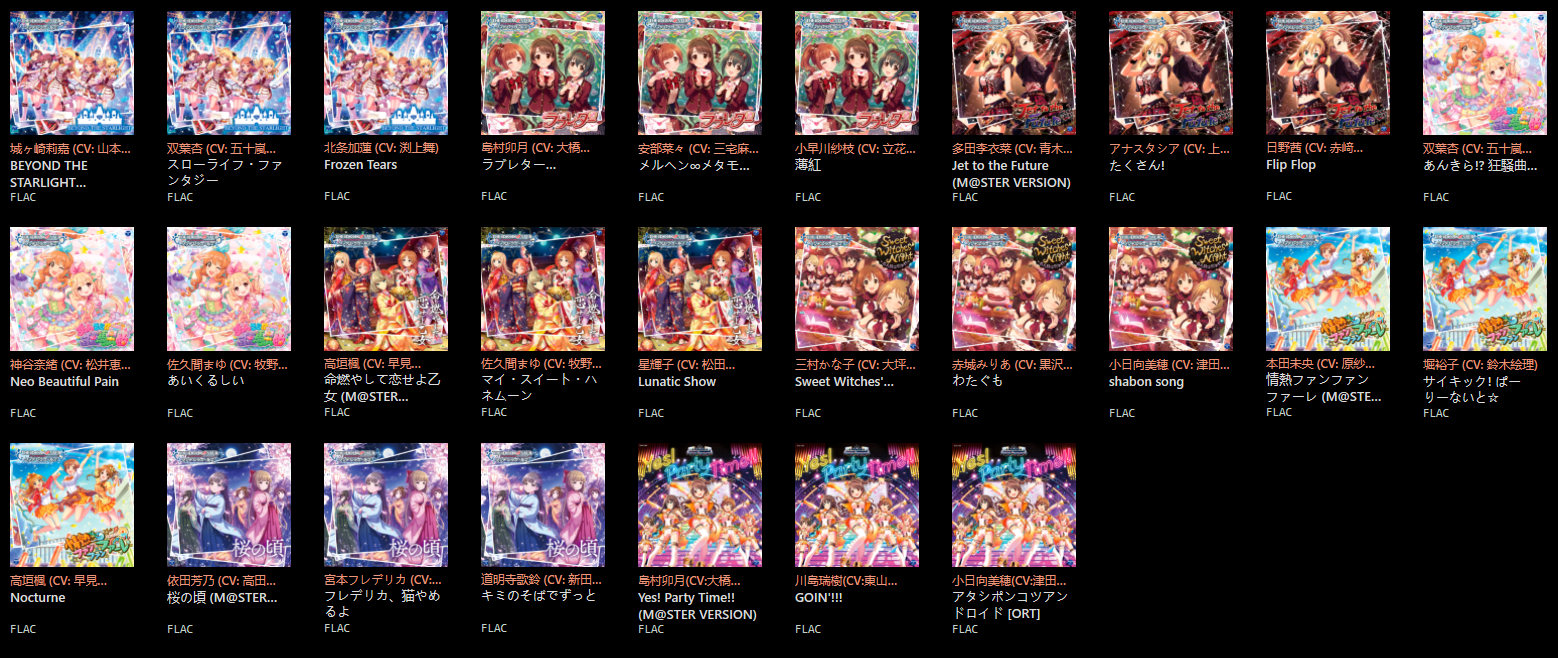 城ヶ崎莉嘉 (CV: 山本...
BEYOND THE
STARLIGHT...
FLAC
双葉杏 (CV: 五十嵐...
スローライフ・ファ
ンタジー
FLAC
北条加蓮 (CV: 渕上舞)
Frozen Tears
FLAC
島村卯月 (CV: 大橋...
ラブレター...
FLAC
安部菜々 (CV: 三宅麻...
メルヘン∞メタモ...
FLAC
小早川紗枝 (CV: 立花...
薄紅
FLAC
多田李衣菜 (CV: 青木...
Jet to the Future
(M@STER VERSION)
FLAC
アナスタシア (CV: 上...
たくさん!
FLAC
日野茜 (CV: 赤﨑...
Flip Flop
FLAC
双葉杏 (CV: 五十嵐...
あんきら!? 狂騒曲...
FLAC
神谷奈緒 (CV: 松井恵...
Neo Beautiful Pain
FLAC
佐久間まゆ (CV: 牧野...
あいくるしい
FLAC
高垣楓 (CV: 早見...
命燃やして恋せよ乙
女 (M@STER...
FLAC
佐久間まゆ (CV: 牧野...
マイ・スイート・ハ
ネムーン
FLAC
星輝子 (CV: 松田...
Lunatic Show
FLAC
三村かな子 (CV: 大坪...
Sweet Witches'...
FLAC
赤城みりあ (CV: 黒沢...
わたぐも
FLAC
小日向美穂 (CV: 津田...
shabon song
FLAC
本田未央 (CV: 原紗...
情熱ファンファン
ファーレ (M@STE...
FLAC
堀裕子 (CV: 鈴木絵理)
サイキック! ぱー
りーないと☆
FLAC
高垣楓 (CV: 早見...
Nocturne
FLAC
依田芳乃 (CV: 高田...
桜の頃 (M@STER...
FLAC
宮本フレデリカ (CV:...
フレデリカ、猫やめ
るよ
FLAC
道明寺歌鈴 (CV: 新田...
キミのそばでずっと
FLAC
島村卯月(CV:大橋...
Yes! Party Time!!
(M@STER VERSION)
FLAC
川島瑞樹(CV:東山...
GOIN'!!!
FLAC
小日向美穂(CV:津田...
アタシポンコツアン
ドロイド [ORT]
FLAC